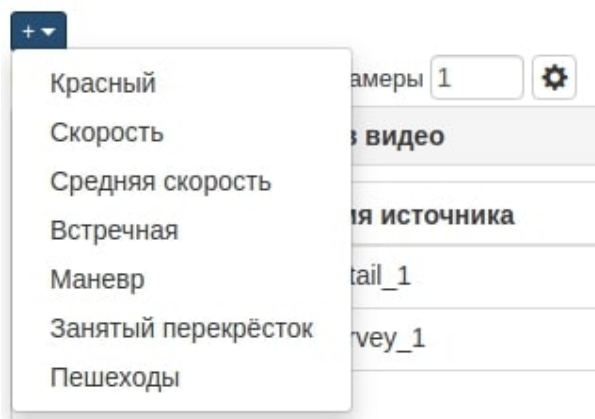 +
Красный
амеры 1
Скорость
в видео
Средняя скорость
Встречная
ия источника
Маневр
tail_1
Занятый перекрёсток
rvey_1
Пешеходы